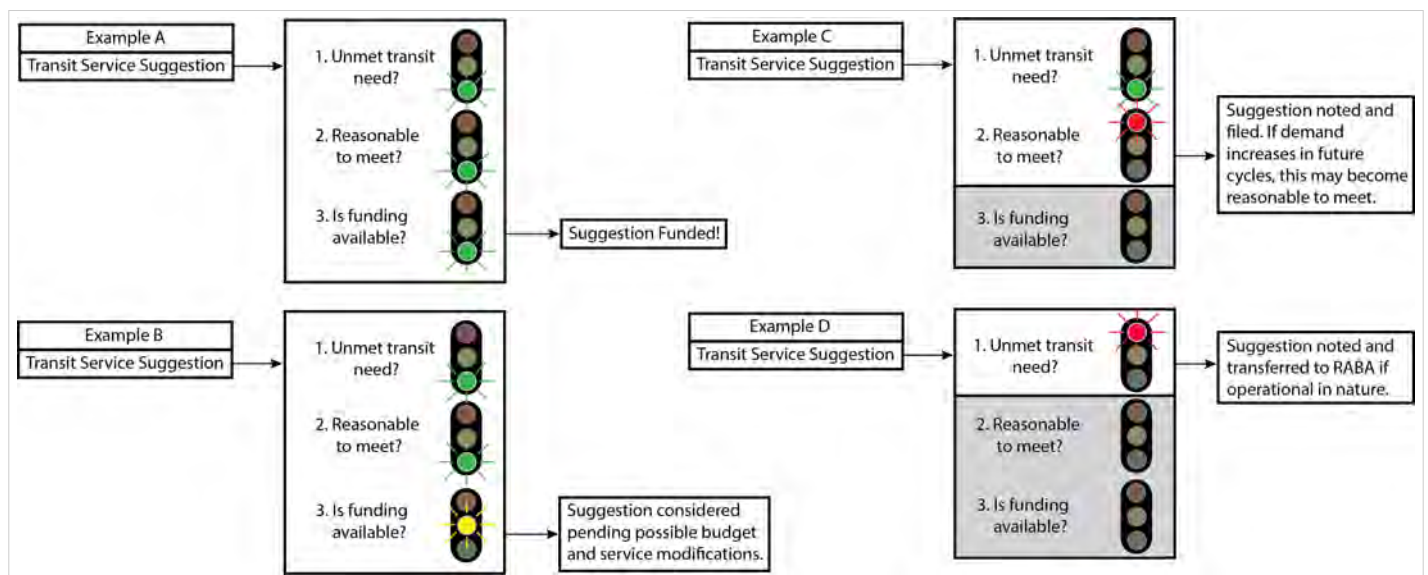 Example A
Transit Service Suggestion
1. Unmet transit
need?
2. Reasonable
to meet?
3. Is funding
available?
Suggestion Funded!
Example B
Transit Service Suggestion
1. Unmet transit
need?
2. Reasonable
to meet?
3. Is funding
available?
Suggestion considered
pending possible budget
and service modifications.
Example C
Transit Service Suggestion
1. Unmet transit
need?
2. Reasonable
to meet?
3. Is funding
available?
Suggestion noted and
filed. If demand
increases in future
cycles, this may become
reasonable to meet.
Example D
Transit Service Suggestion
1. Unmet transit
need?
2. Reasonable
to meet?
3. Is funding
available?
Suggestion noted and
transferred to RABA if
operational in nature.